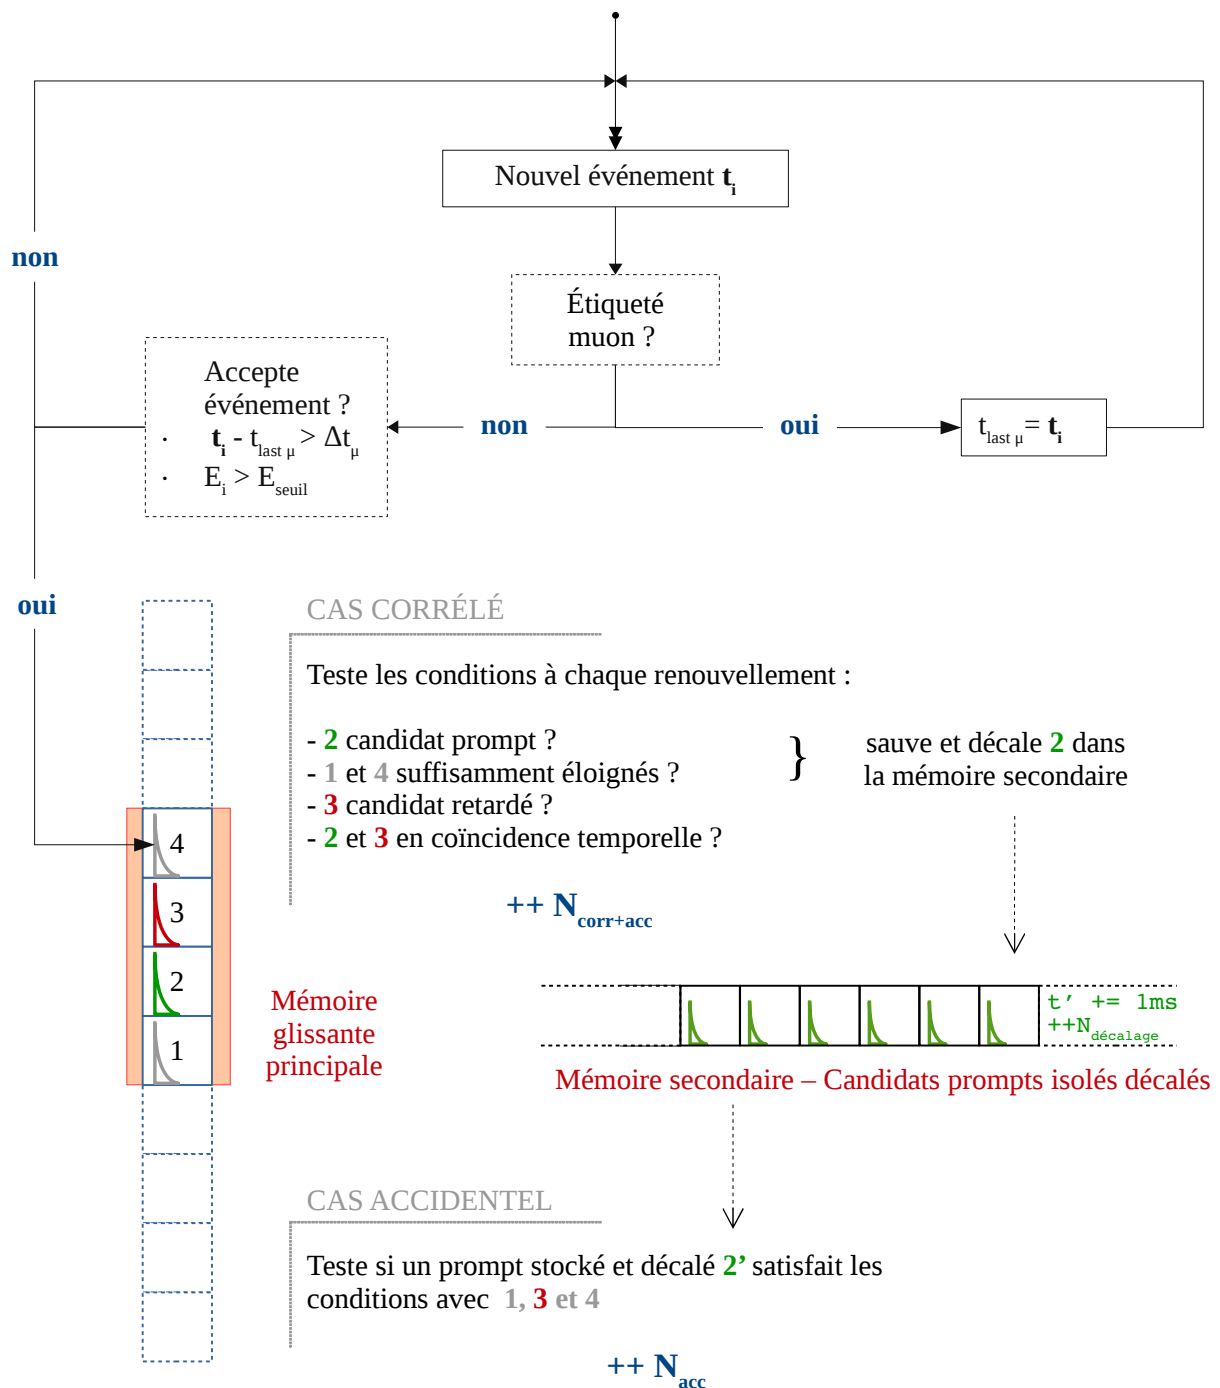 Nouvel événement ti
non
Étiqueté
muon ?
Accepte
événement ?
· ti - tlast μ > Δtμ
· Ei > Eseuil
non
oui
tlast μ = ti
oui
CAS CORRÉLÉ
Teste les conditions à chaque renouvellement :
- 2 candidat prompt ?
- 1 et 4 suffisamment éloignés ?
- 3 candidat retardé ?
- 2 et 3 en coïncidence temporelle ?
}
sauve et décale 2 dans
la mémoire secondaire
++ Ncorr+acc
4
3
2
1
Mémoire
glissante
principale
t' += 1ms
++Ndécalage
Mémoire secondaire – Candidats prompts isolés décalés
CAS ACCIDENTEL
Teste si un prompt stocké et décalé 2’ satisfait les
conditions avec 1, 3 et 4
++ Nacc